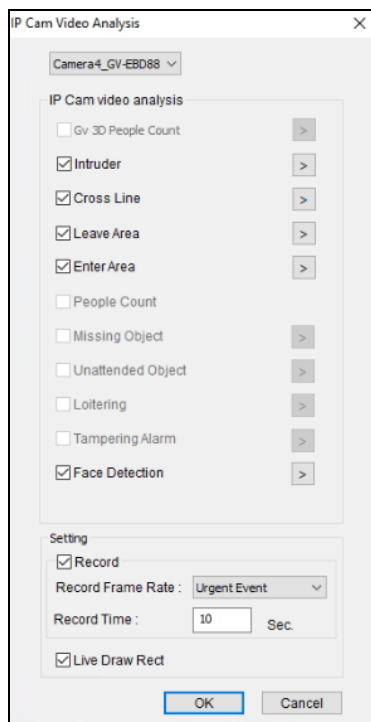 IP Cam Video Analysis
Camera4_GV-EBD88
IP Cam video analysis
Gv 3D People Count >
Intruder >
Cross Line >
Leave Area >
Enter Area >
People Count
Missing Object >
Unattended Object >
Loitering >
Tampering Alarm >
Face Detection >
Setting
Record
Record Frame Rate : Urgent Event
Record Time : 10 Sec.
Live Draw Rect
OK Cancel